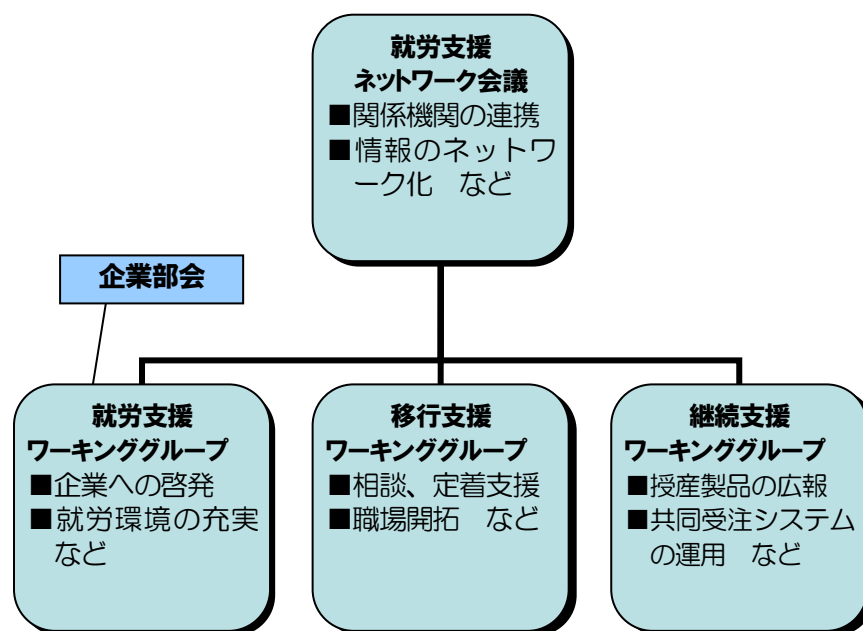 就労支援
ネットワーク会議
■関係機関の連携
■情報のネットワ
ーク化　など
企業部会
就労支援
ワーキンググループ
■企業への啓発
■就労環境の充実
など
移行支援
ワーキンググループ
■相談、定着支援
■職場開拓　など
継続支援
ワーキンググループ
■授産製品の広報
■共同受注システム
の運用　など